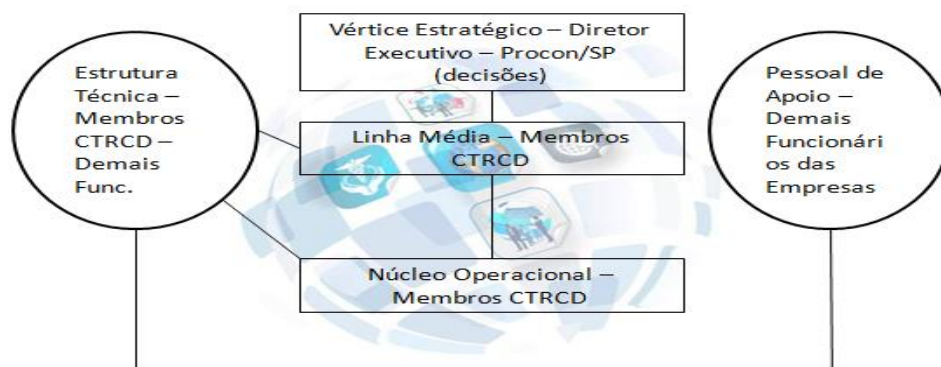 Vértice Estratégico – Diretor
Executivo – Procon/SP
(decisões)
Estrutura
Técnica –
Membros
CTRCD –
Demais
Func.
Linha Média – Membros
CTRCD
Núcleo Operacional –
Membros CTRCD
Pessoal de
Apoio –
Demais
Funcionári
os das
Empresas